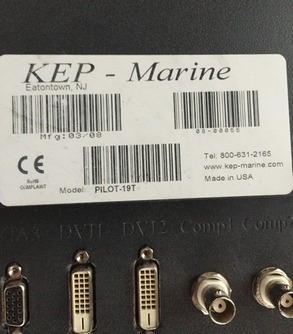 KEP - Marine
Eatontown, NJ
Mfg:03/08
08-00855
Tel: 800-631-2165
www.kep-marine.com
Made in USA
CE
RoHS
COMPLIANT
Model: PILOT-19T
DVI1 DVI2 Comp1